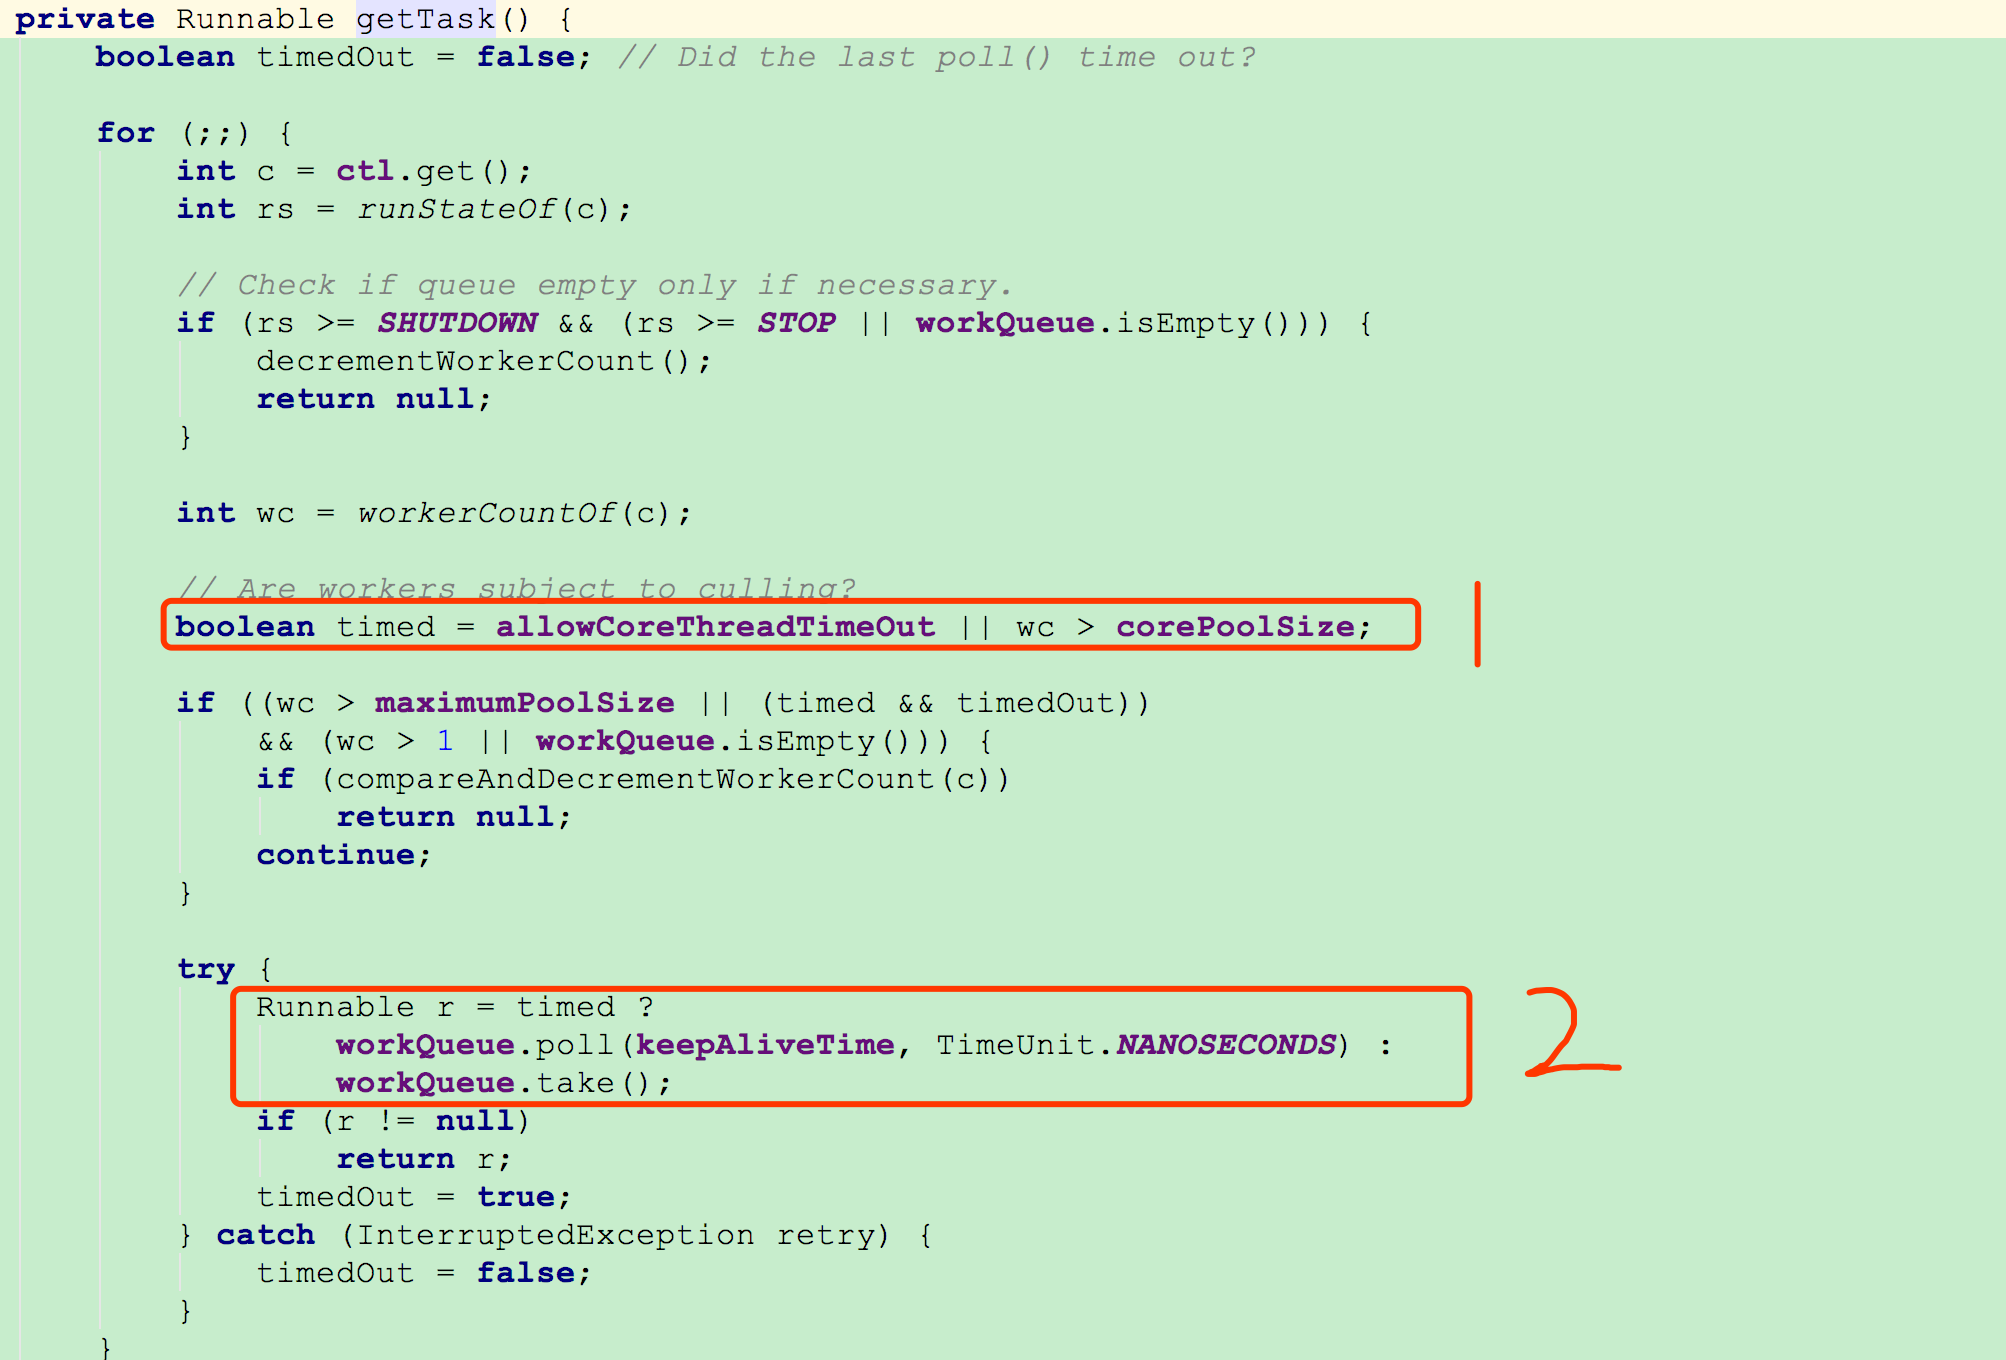 private Runnable getTask() {
boolean timedOut = false; // Did the last poll() time out?
for (;;) {
int c = ctl.get();
int rs = runStateOf(c);
// Check if queue empty only if necessary.
if (rs >= SHUTDOWN && (rs >= STOP || workQueue.isEmpty())) {
decrementWorkerCount();
return null;
}
int wc = workerCountOf(c);
// Are workers subject to culling?
boolean timed = allowCoreThreadTimeOut || wc > corePoolSize; 1
if ((wc > maximumPoolSize || (timed && timedOut))
&& (wc > 1 || workQueue.isEmpty())) {
if (compareAndDecrementWorkerCount(c))
return null;
continue;
}
try {
Runnable r = timed ?
workQueue.poll(keepAliveTime, TimeUnit.NANOSECONDS) : 2
workQueue.take();
if (r != null)
return r;
timedOut = true;
} catch (InterruptedException retry) {
timedOut = false;
}
}